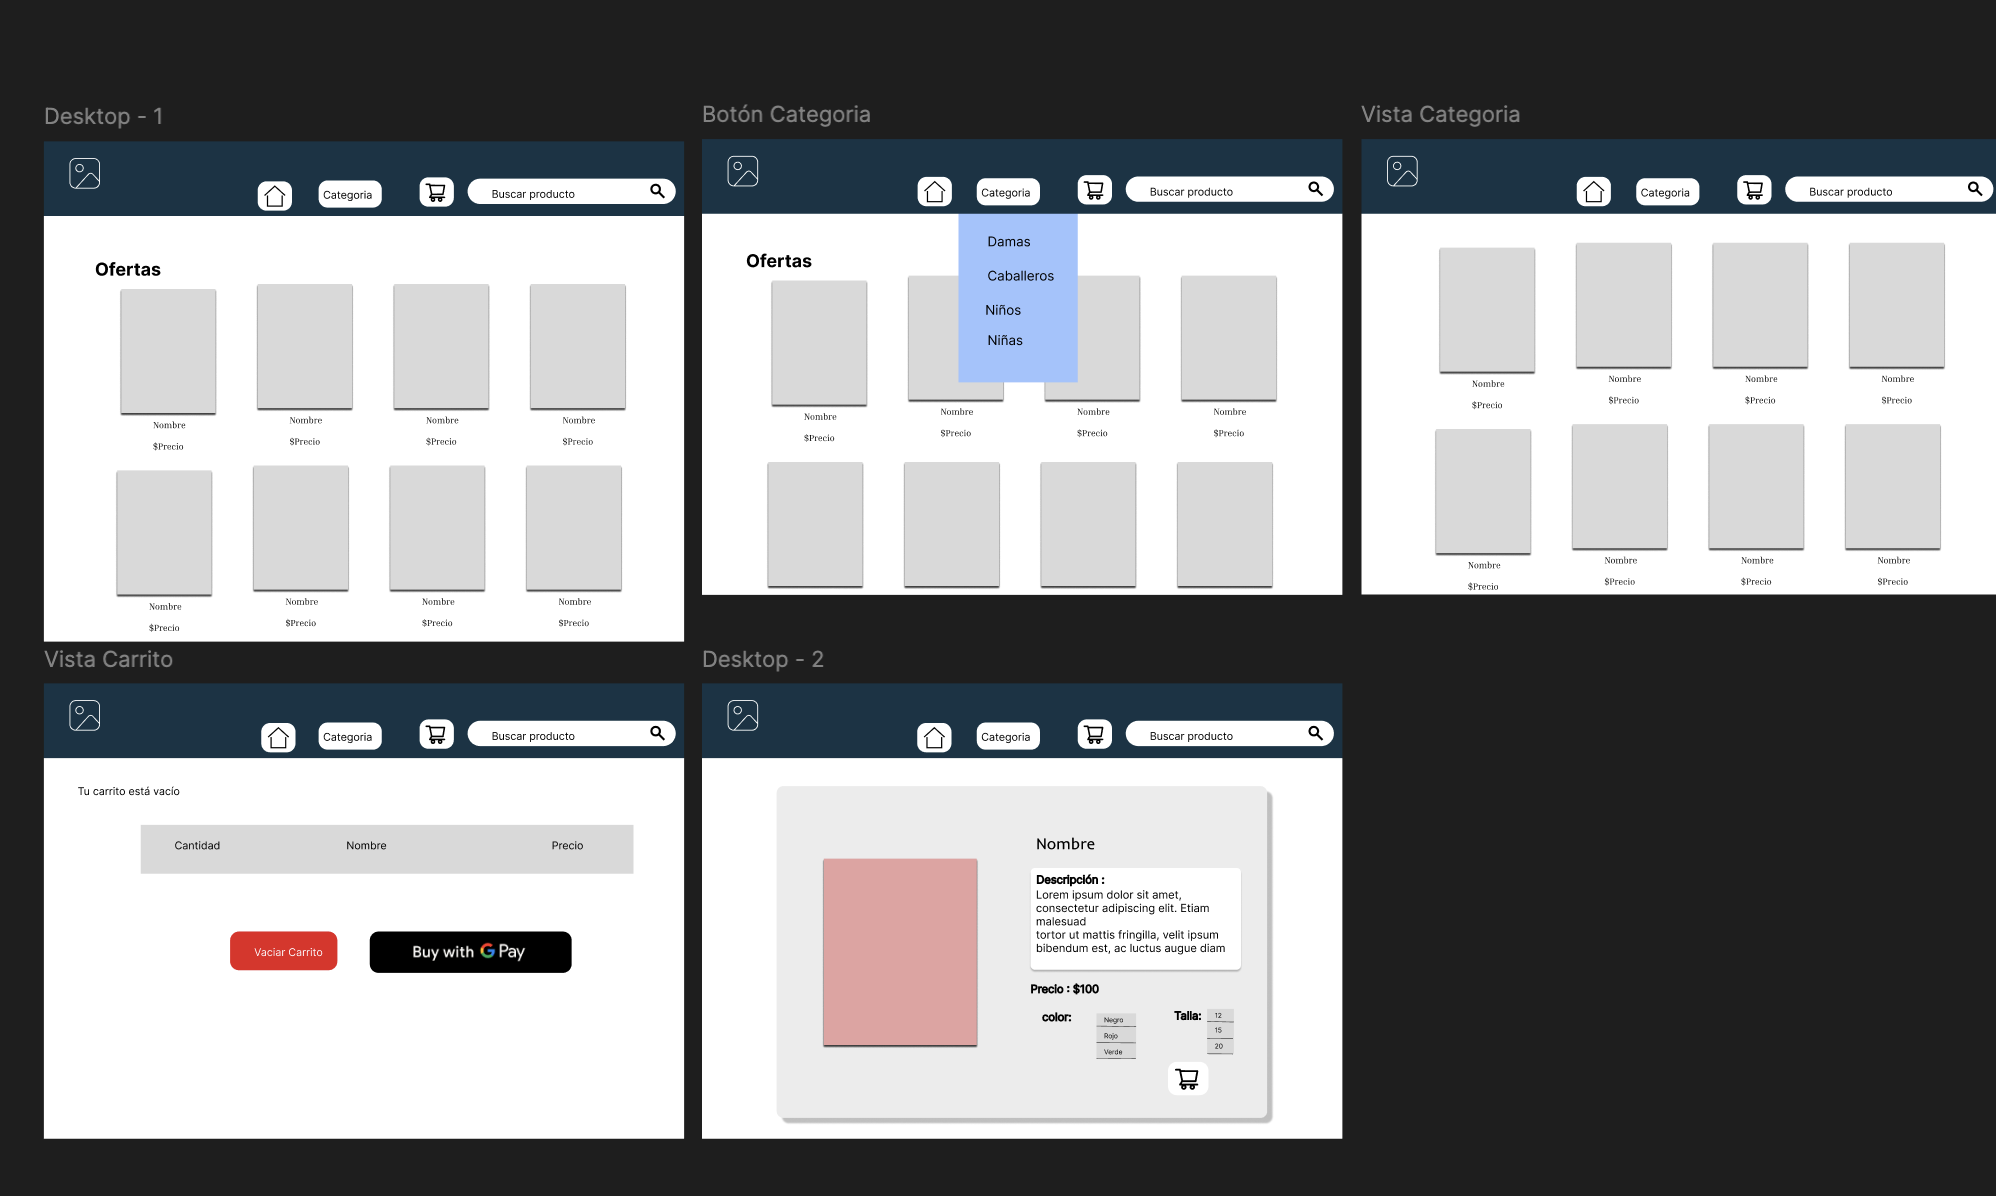 Desktop - 1
Categoria
Buscar producto
Ofertas
Nombre
Nombre
Nombre
Nombre
$Precio
$Precio
$Precio
$Precio
Nombre
Nombre
Nombre
Nombre
$Precio
$Precio
$Precio
$Precio
Botón Categoria
Categoria
Buscar producto
Damas
Caballeros
Niños
Niñas
Ofertas
Nombre
Nombre
Nombre
Nombre
$Precio
$Precio
$Precio
$Precio
Vista Categoria
Categoria
Buscar producto
Nombre
Nombre
Nombre
Nombre
$Precio
$Precio
$Precio
$Precio
Nombre
Nombre
Nombre
Nombre
$Precio
$Precio
$Precio
$Precio
Vista Carrito
Categoria
Buscar producto
Tu carrito está vacío
Cantidad
Nombre
Precio
Vaciar Carrito
Buy with G Pay
Desktop - 2
Categoria
Buscar producto
Nombre
Descripción :
Lorem ipsum dolor sit amet,
consectetur adipiscing elit. Etiam
malesuad
tortor ut mattis fringilla, velit ipsum
bibendum est, ac luctus augue diam
Precio : $100
color:
Negro
Rojo
Verde
Talla:
12
15
20